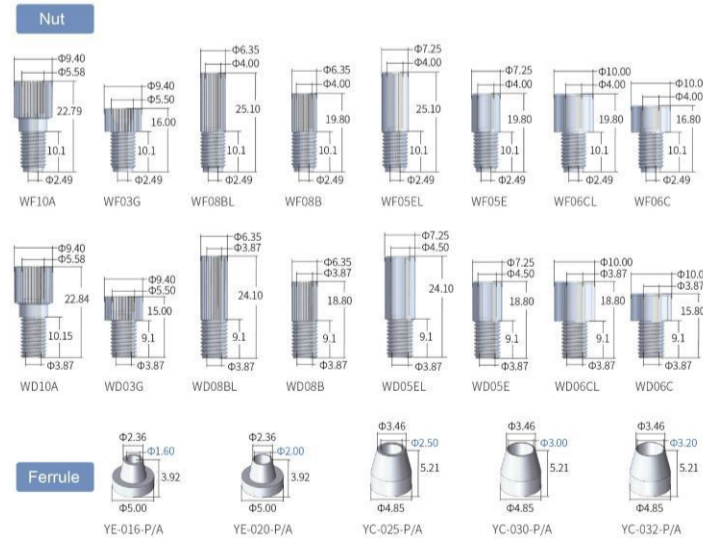 Nut
Φ9.40
Φ5.58
22.79
10.1
Φ2.49
WF10A
Φ9.40
Φ5.50
16.00
10.1
Φ2.49
WF03G
Φ6.35
Φ4.00
25.10
10.1
Φ2.49
WF08BL
Φ6.35
Φ4.00
19.80
10.1
Φ2.49
WF08B
Φ7.25
Φ4.00
25.10
10.1
Φ2.49
WF05EL
Φ7.25
Φ4.00
19.80
10.1
Φ2.49
WF05E
Φ10.00
Φ4.00
19.80
10.1
Φ2.49
WF06CL
Φ10.00
Φ4.00
16.80
10.1
Φ2.49
WF06C
Φ9.40
Φ5.58
22.84
10.15
Φ3.87
WD10A
Φ9.40
Φ5.50
15.00
9.1
Φ3.87
WD03G
Φ6.35
Φ3.87
24.10
9.1
Φ3.87
WD08BL
Φ6.35
Φ3.87
18.80
9.1
Φ3.87
WD08B
Φ7.25
Φ4.50
24.10
9.1
Φ3.87
WD05EL
Φ7.25
Φ4.50
18.80
9.1
Φ3.87
WD05E
Φ10.00
Φ3.87
18.80
9.1
Φ3.87
WD06CL
Φ10.00
Φ3.87
15.80
9.1
Φ3.87
WD06C
Ferrule
Φ2.36
Φ1.60
3.92
Φ5.00
YE-016-P/A
Φ2.36
Φ2.00
3.92
Φ5.00
YE-020-P/A
Φ3.46
Φ2.50
5.21
Φ4.85
YC-025-P/A
Φ3.46
Φ3.00
5.21
Φ4.85
YC-030-P/A
Φ3.46
Φ3.20
5.21
Φ4.85
YC-032-P/A